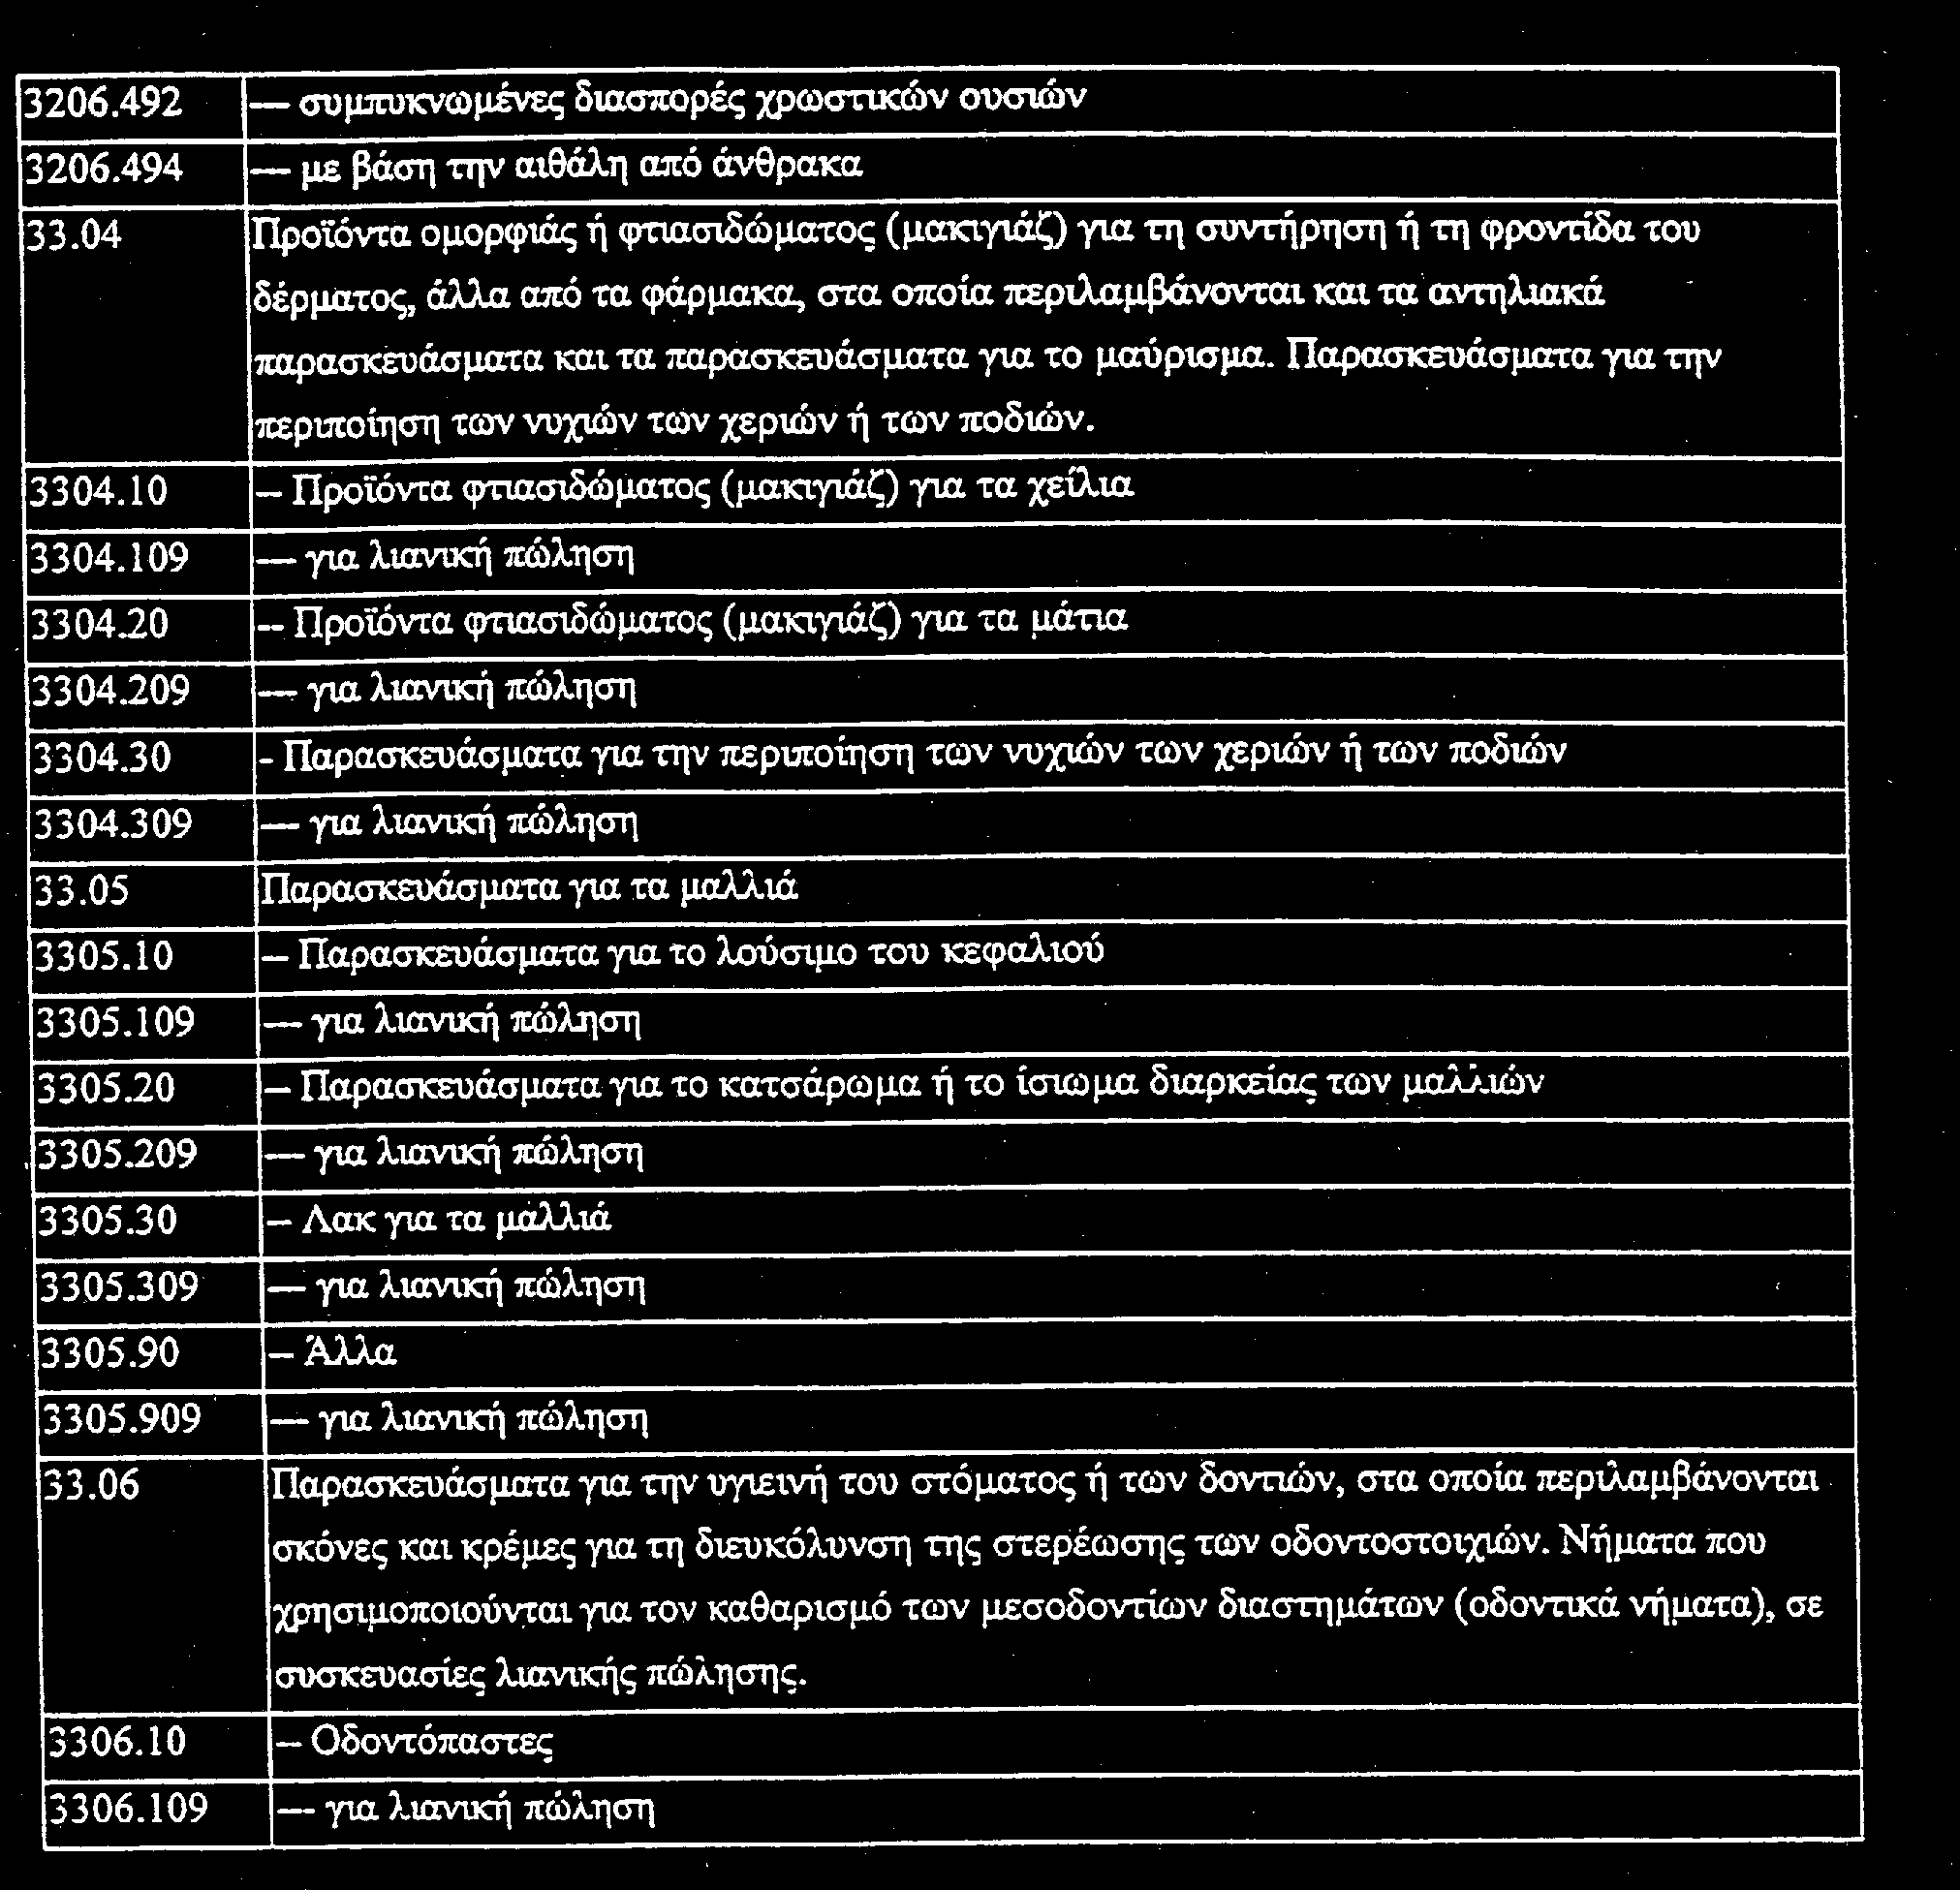 3206.492 — συμπυκνωμένες διασπορές χρωστικών ουσιών
3206.494 — με βάση την αιθάλη από άνθρακα
33.04 Προϊόντα ομορφιάς ή φτιασιδώματος (μακιγιάζ) για τη συντήρηση ή τη φροντίδα του
δέρματος, άλλα από τα φάρμακα, στα οποία περιλαμβάνονται και τα αντηλιακά
παρασκευάσματα και τα παρασκευάσματα για το μαύρισμα. Παρασκευάσματα για την
περιποίηση των νυχιών των χεριών ή των ποδιών.
3304.10 – Προϊόντα φτιασιδώματος (μακιγιάζ) για τα χείλια
3304.109 — για λιανική πώληση
3304.20 – Προϊόντα φτιασιδώματος (μακιγιάζ) για τα μάτια
3304.209 — για λιανική πώληση
3304.30 - Παρασκευάσματα για την περιποίηση των νυχιών των χεριών ή των ποδιών
3304.309 — για λιανική πώληση
33.05 Παρασκευάσματα για τα μαλλιά
3305.10 – Παρασκευάσματα για το λούσιμο του κεφαλιού
3305.109 — για λιανική πώληση
3305.20 – Παρασκευάσματα για το κατσάρωμα ή το ίσιωμα διαρκείας των μαλλιών
3305.209 — για λιανική πώληση
3305.30 – Λακ για τα μαλλιά
3305.309 — για λιανική πώληση
3305.90 – Άλλα
3305.909 — για λιανική πώληση
33.06 Παρασκευάσματα για την υγιεινή του στόματος ή των δοντιών, στα οποία περιλαμβάνονται
σκόνες και κρέμες για τη διευκόλυνση της στερέωσης των οδοντοστοιχιών. Νήματα που
χρησιμοποιούνται για τον καθαρισμό των μεσοδοντίων διαστημάτων (οδοντικά νήματα), σε
συσκευασίες λιανικής πώλησης.
3306.10 – Οδοντόπαστες
3306.109 — για λιανική πώληση